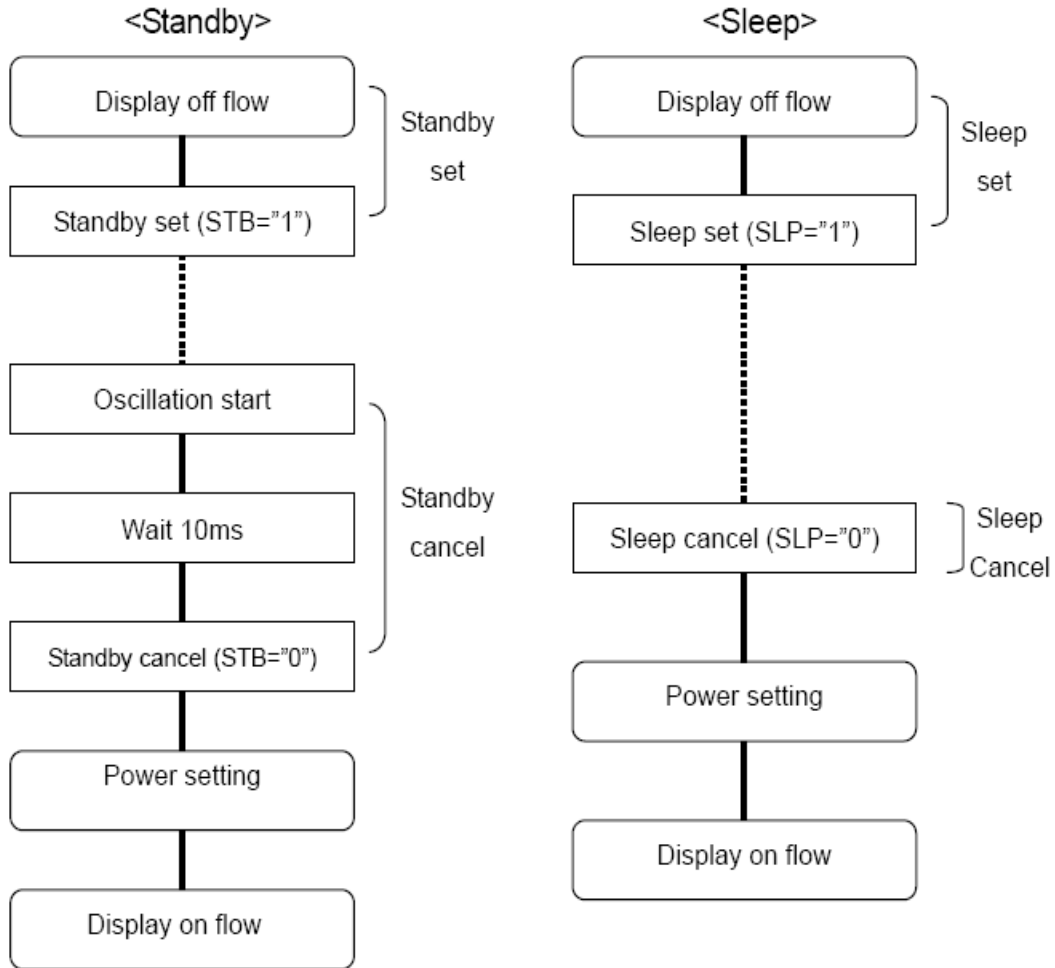 <Standby>
Display off flow
Standby
set
Standby set (STB=”1”)
Oscillation start
Wait 10ms
Standby
cancel
Standby cancel (STB=”0”)
Power setting
Display on flow
<Sleep>
Display off flow
Sleep
set
Sleep set (SLP=”1”)
Sleep cancel (SLP=”0”)
Sleep
Cancel
Power setting
Display on flow